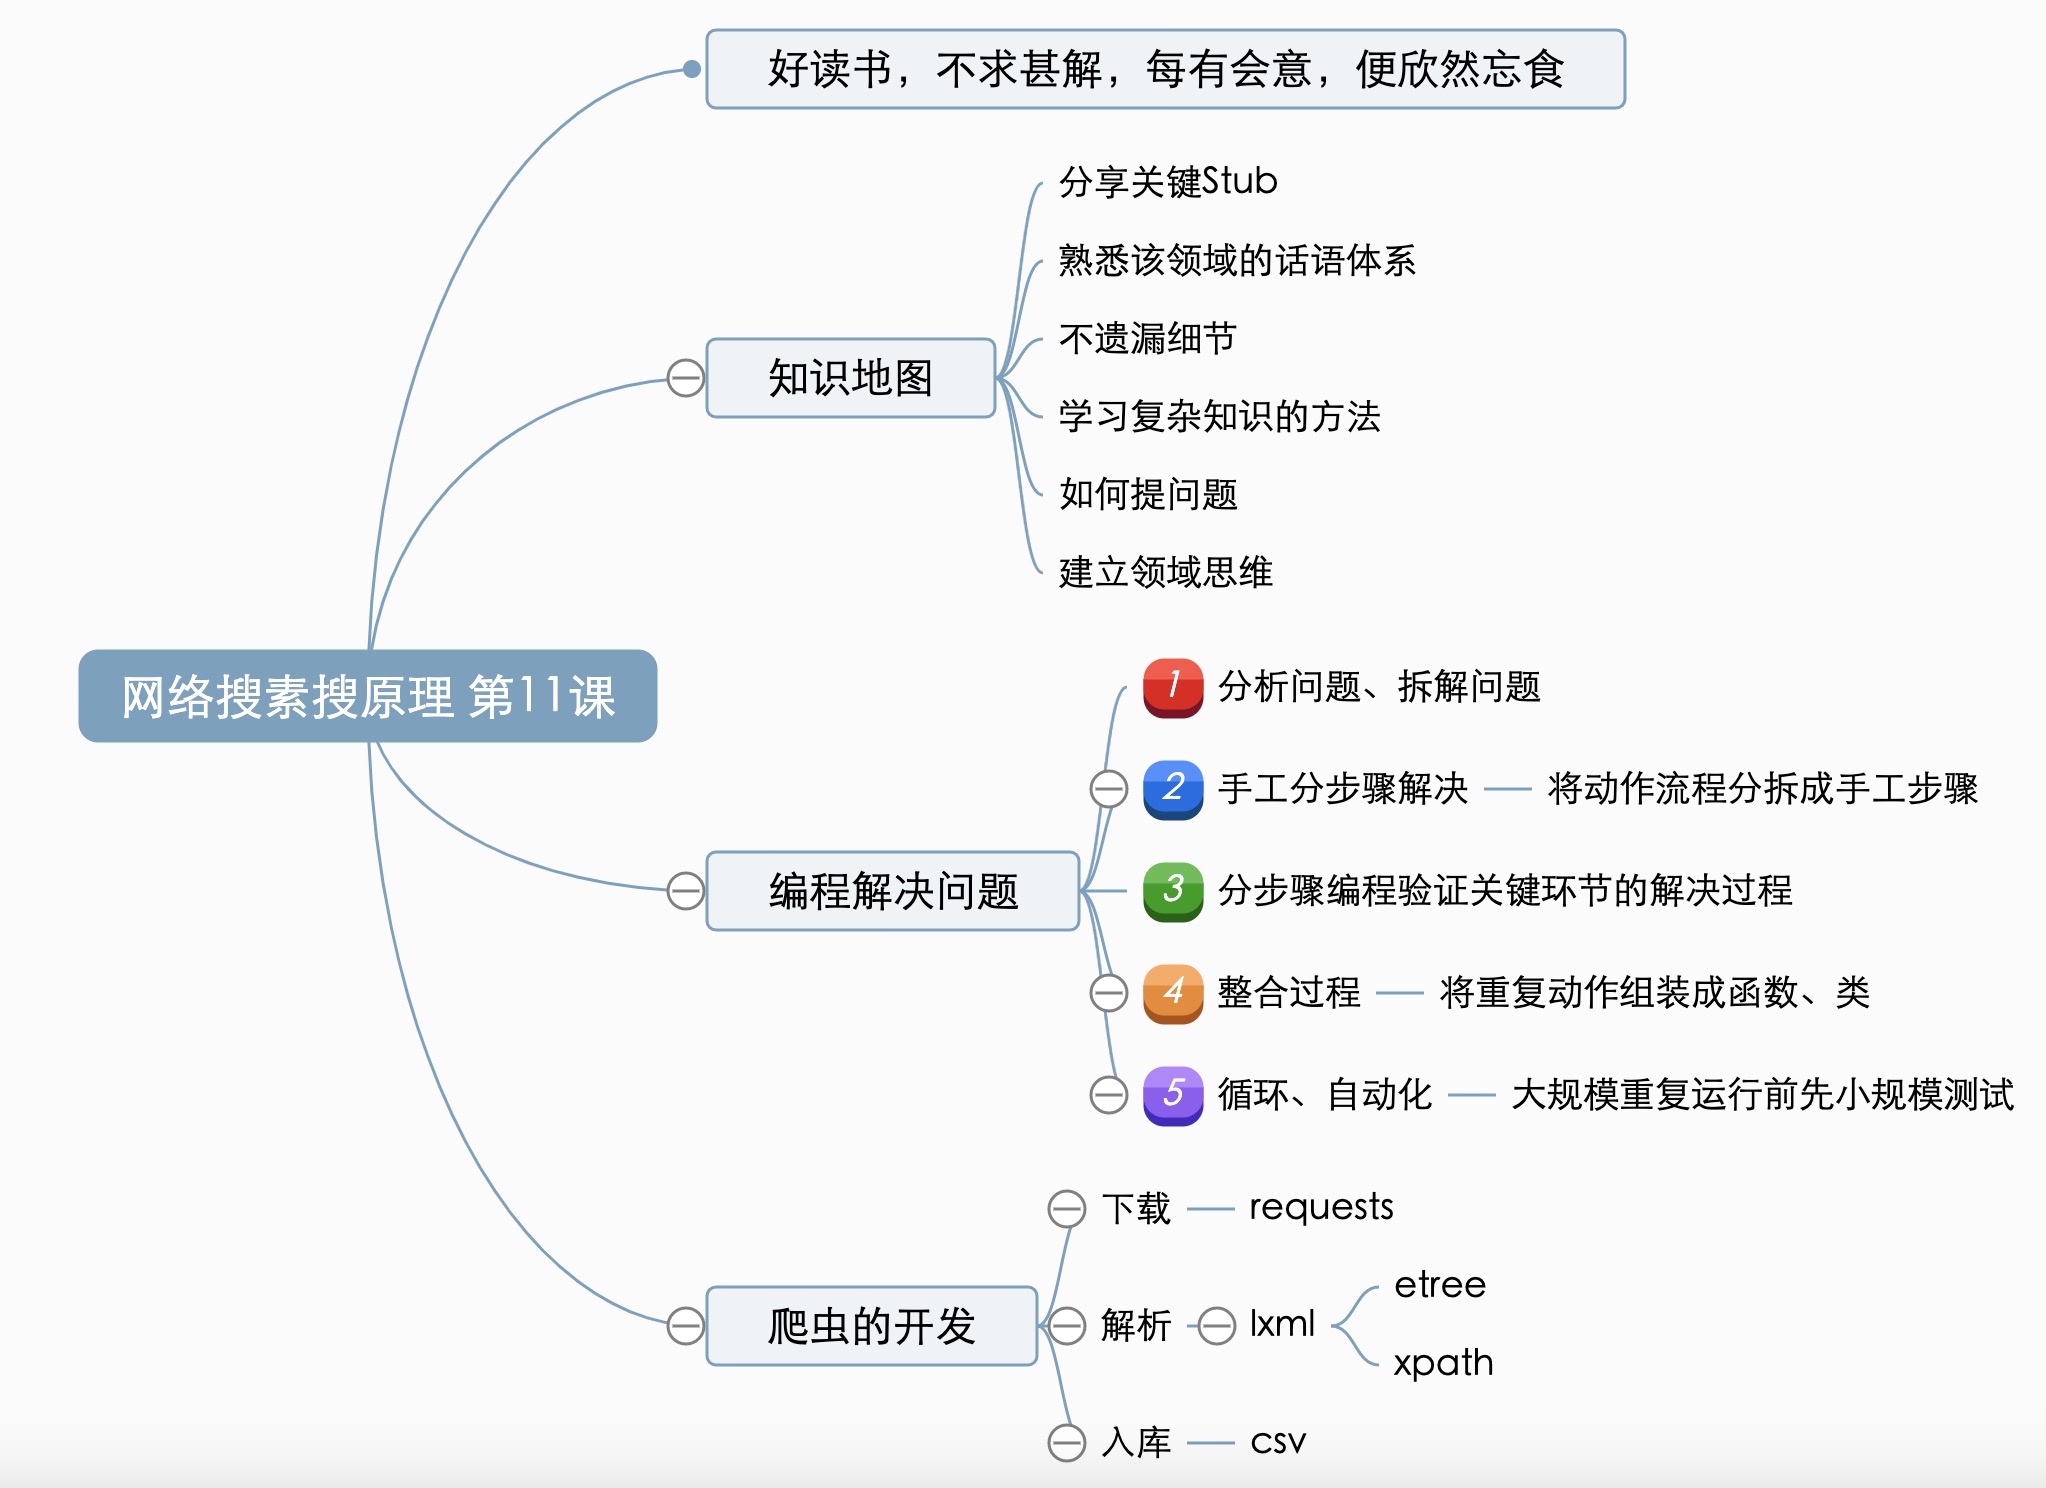 好读书，不求甚解，每有会意，便欣然忘食
分享关键Stub
熟悉该领域的话语体系
不遗漏细节
知识地图
学习复杂知识的方法
如何提问题
建立领域思维
网络搜素搜原理 第11课
1 分析问题、拆解问题
2 手工分步骤解决 将动作流程分拆成手工步骤
编程解决问题
3 分步骤编程验证关键环节的解决过程
4 整合过程 将重复动作组装成函数、类
5 循环、自动化 大规模重复运行前先小规模测试
下载 requests
爬虫的开发
解析 lxml
etree
xpath
入库 csv